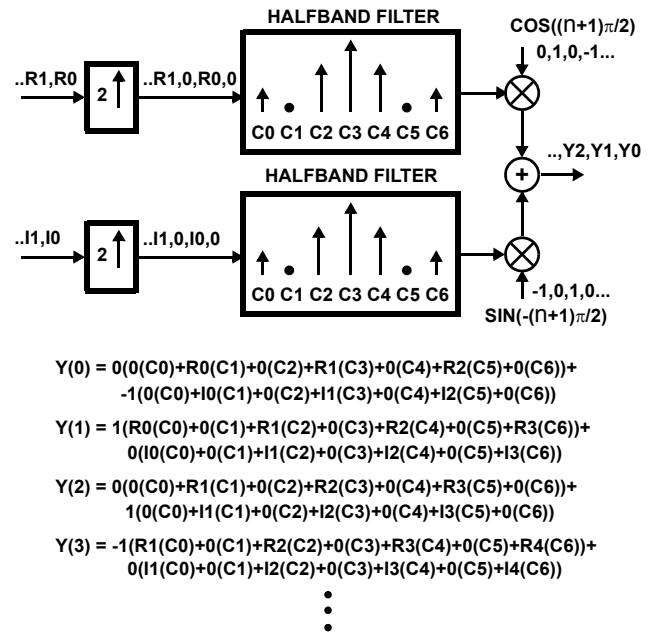 HALFBAND FILTER
COS((n+1)π/2)
0,1,0,-1...
..R1,R0
2
..R1,0,R0,0
C0 C1 C2 C3 C4 C5 C6
..,Y2,Y1,Y0
HALFBAND FILTER
..I1,I0
2
..I1,0,I0,0
C0 C1 C2 C3 C4 C5 C6
-1,0,1,0...
SIN(-(n+1)π/2)
Y(0) = 0(0(C0)+R0(C1)+0(C2)+R1(C3)+0(C4)+R2(C5)+0(C6))+
-1(0(C0)+I0(C1)+0(C2)+I1(C3)+0(C4)+I2(C5)+0(C6))
Y(1) = 1(R0(C0)+0(C1)+R1(C2)+0(C3)+R2(C4)+0(C5)+R3(C6))+
0(I0(C0)+0(C1)+I1(C2)+0(C3)+I2(C4)+0(C5)+I3(C6))
Y(2) = 0(0(C0)+R1(C1)+0(C2)+R2(C3)+0(C4)+R3(C5)+0(C6))+
1(0(C0)+I1(C1)+0(C2)+I2(C3)+0(C4)+I3(C5)+0(C6))
Y(3) = -1(R1(C0)+0(C1)+R2(C2)+0(C3)+R3(C4)+0(C5)+R4(C6))+
0(I1(C0)+0(C1)+I2(C2)+0(C3)+I3(C4)+0(C5)+I4(C6))